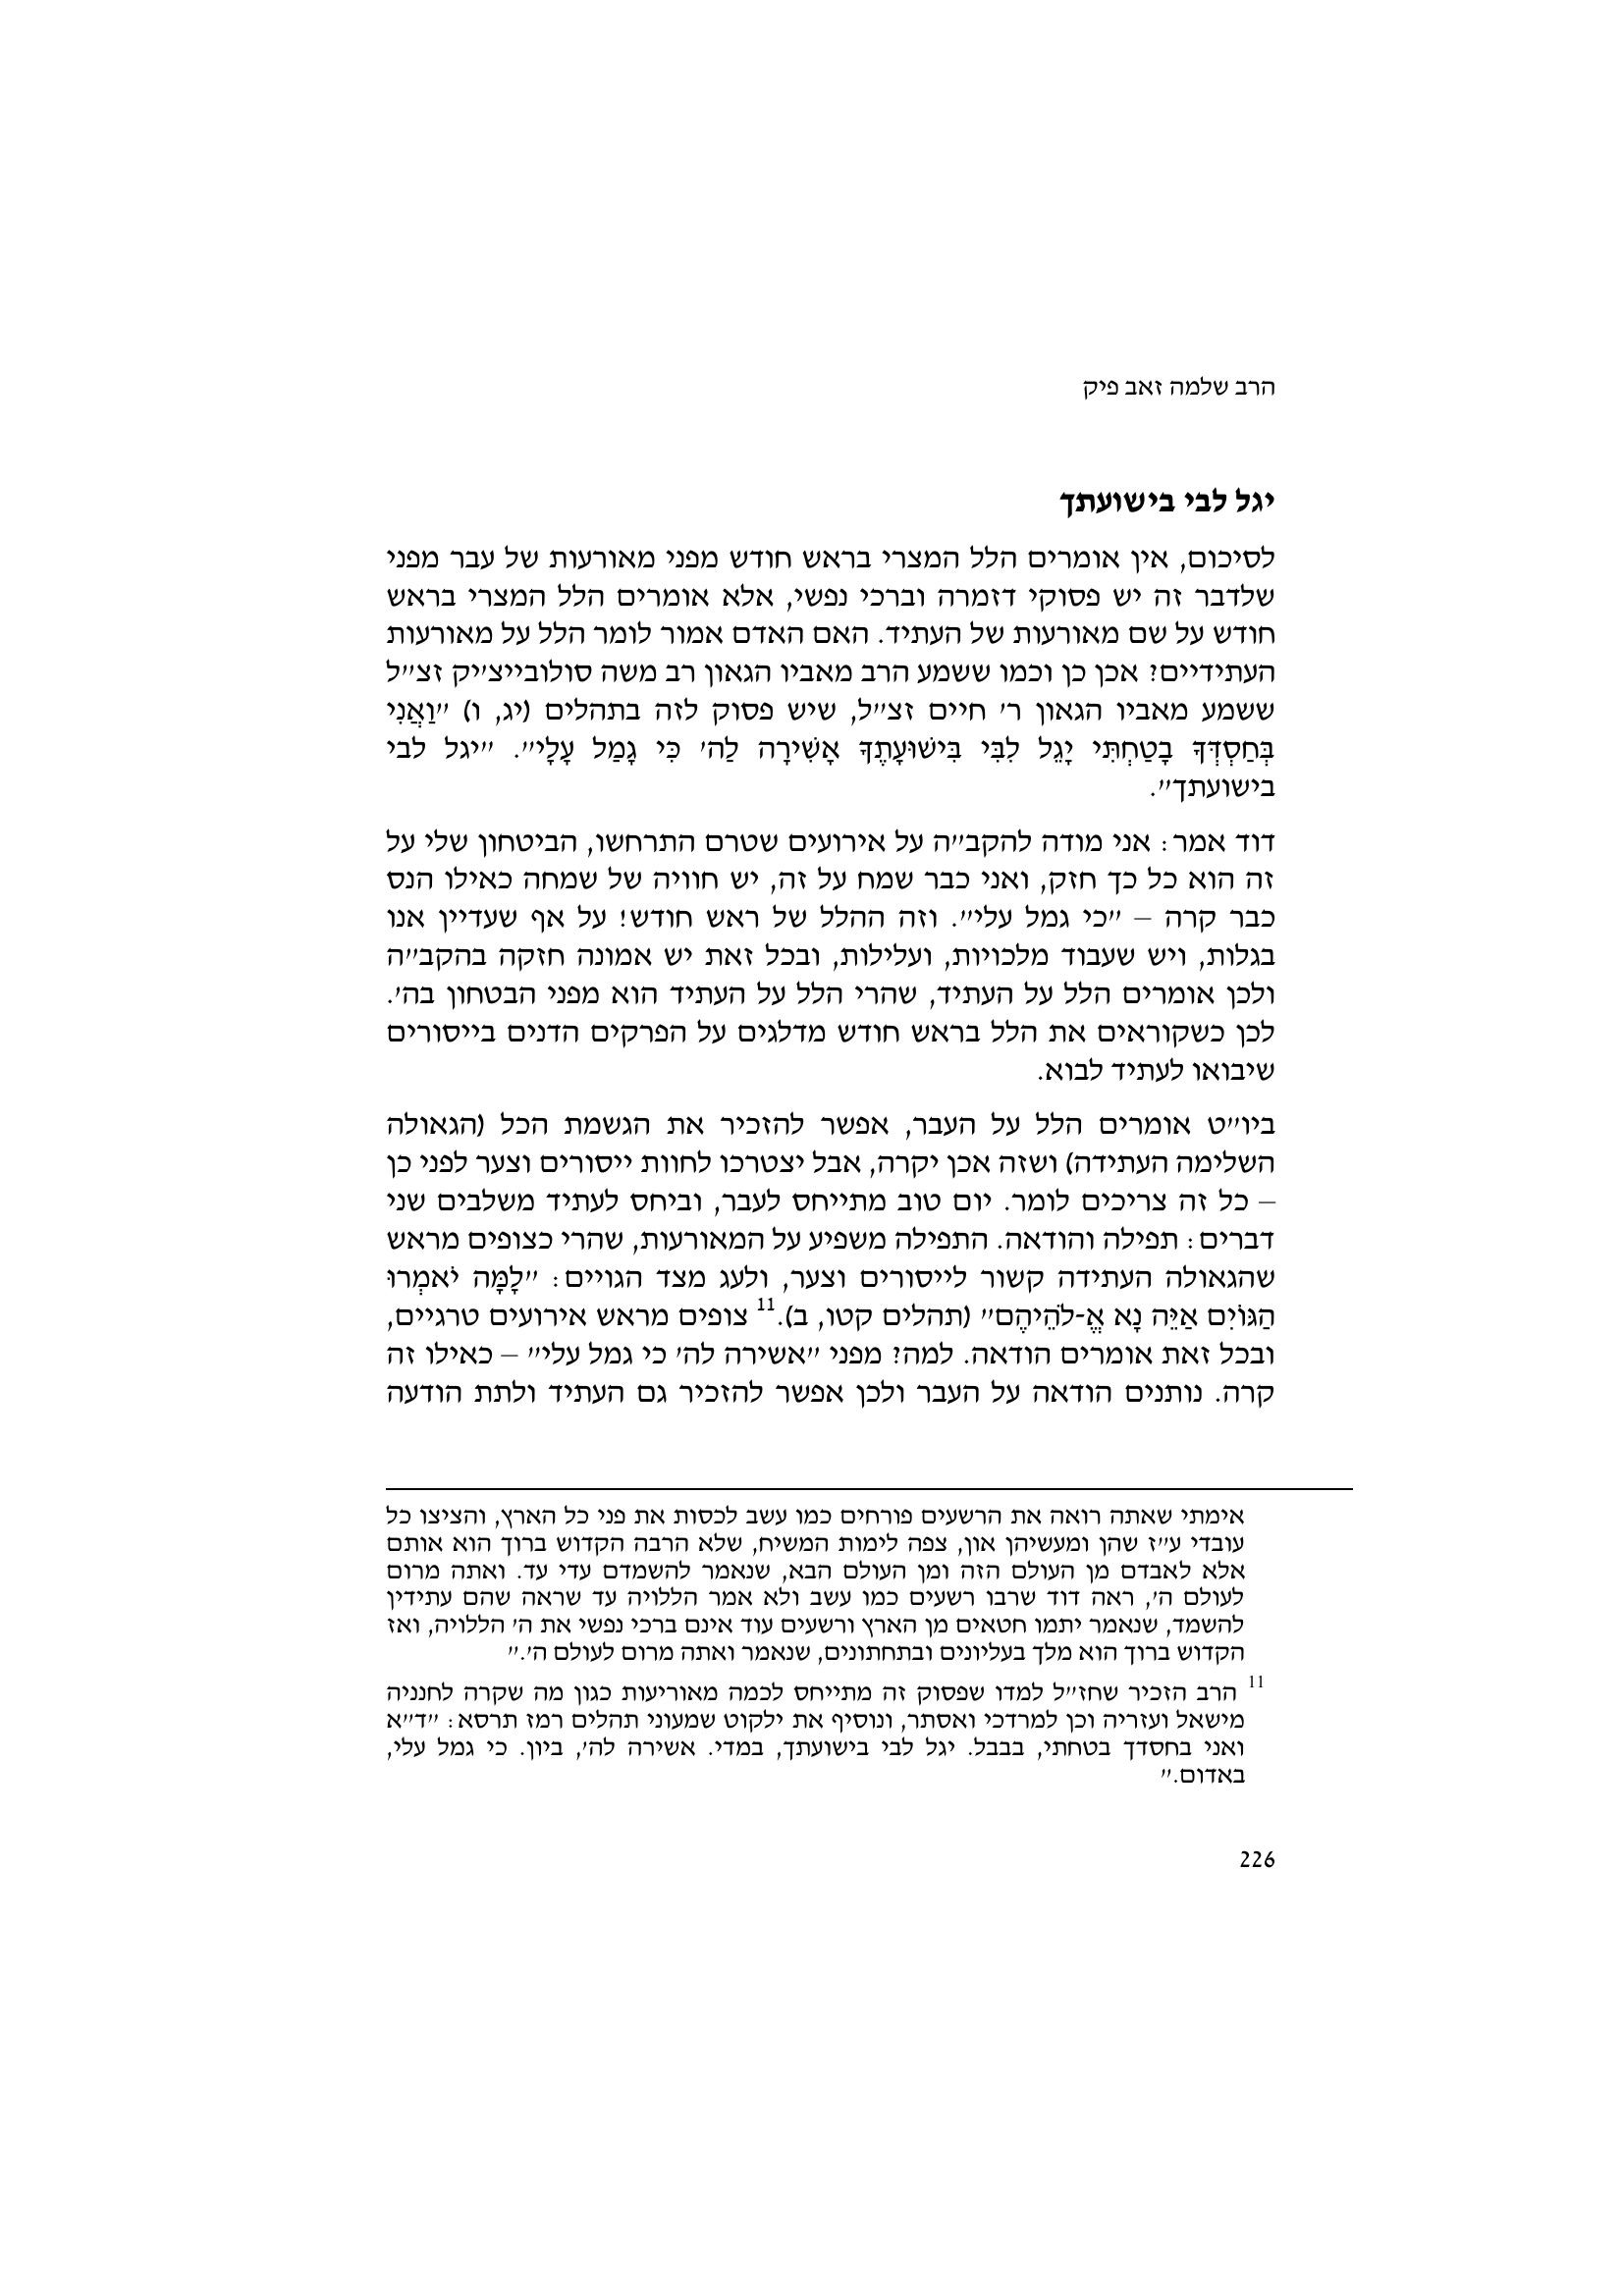 הרב שלמה זאב פיק
יגל לבי בישועתך
לסיכום, אין אומרים הלל המצרי בראש חודש מפני מאורעות של עבר מפני
שלדבר זה יש פסוקי דזמרה וברכי נפשי, אלא אומרים הלל המצרי בראש
חודש על שם מאורעות של העתיד. האם האדם אמור לומר הלל על מאורעות
העתידיים? אכן כן וכמו ששמע הרב מאביו הגאון רב משה סולובייצ'יק זצ"ל
ששמע מאביו הגאון ר' חיים זצ"ל, שיש פסוק לזה בתהלים (יג, ו) "וַאֲנִי
בְּחַסְדְּךָ בָטַחְתִּי יָגֵל לִבִּי בִּישׁוּעָתֶךָ אָשִׁירָה לַה' כִּי גָמַל עָלָי". "יגל לבי
בישועתך".
דוד אמר: אני מודה להקב"ה על אירועים שטרם התרחשו, הביטחון שלי על
זה הוא כל כך חזק, ואני כבר שמח על זה, יש חוויה של שמחה כאילו הנס
כבר קרה – "כי גמל עלי". וזה ההלל של ראש חודש! על אף שעדיין אנו
בגלות, ויש שעבוד מלכויות, ועלילות, ובכל זאת יש אמונה חזקה בהקב"ה
ולכן אומרים הלל על העתיד, שהרי הלל על העתיד הוא מפני הבטחון בה'.
לכן כשקוראים את הלל בראש חודש מדלגים על הפרקים הדנים בייסורים
שיבואו לעתיד לבוא.
ביו"ט אומרים הלל על העבר, אפשר להזכיר את הגשמת הכל (הגאולה
השלימה העתידה) ושזה אכן יקרה, אבל יצטרכו לחוות ייסורים וצער לפני כן
– כל זה צריכים לומר. יום טוב מתייחס לעבר, וביחס לעתיד משלבים שני
דברים: תפילה והודאה. התפילה משפיע על המאורעות, שהרי כצופים מראש
שהגאולה העתידה קשור לייסורים וצער, ולעג מצד הגויים: "לָמָּה יֹאמְרוּ
הַגּוֹיִם אַיֵּה נָא אֱ-לֹהֵיהֶם" (תהלים קטו, ב).11 צופים מראש אירועים טרגיים,
ובכל זאת אומרים הודאה. למה? מפני "אשירה לה' כי גמל עלי" – כאילו זה
קרה. נותנים הודאה על העבר ולכן אפשר להזכיר גם העתיד ולתת הודעה
אימתי שאתה רואה את הרשעים פורחים כמו עשב לכסות את פני כל הארץ, והציצו כל
עובדי ע"ז שהן ומעשיהן און, צפה לימות המשיח, שלא הרבה הקדוש ברוך הוא אותם
אלא לאבדם מן העולם הזה ומן העולם הבא, שנאמר להשמדם עדי עד. ואתה מרום
לעולם ה', ראה דוד שרבו רשעים כמו עשב ולא אמר הללויה עד שראה שהם עתידין
להשמד, שנאמר יתמו חטאים מן הארץ ורשעים עוד אינם ברכי נפשי את ה' הללויה, ואז
הקדוש ברוך הוא מלך בעליונים ובתחתונים, שנאמר ואתה מרום לעולם ה'."
11 הרב הזכיר שחז"ל למדו שפסוק זה מתייחס לכמה מאוריעות כגון מה שקרה לחנניה
מישאל ועזריה וכן למרדכי ואסתר, ונוסיף את ילקוט שמעוני תהלים רמז תרסא: "ד"א
ואני בחסדך בטחתי, בבבל. יגל לבי בישועתך, במדי. אשירה לה', ביון. כי גמל עלי,
באדום."
226